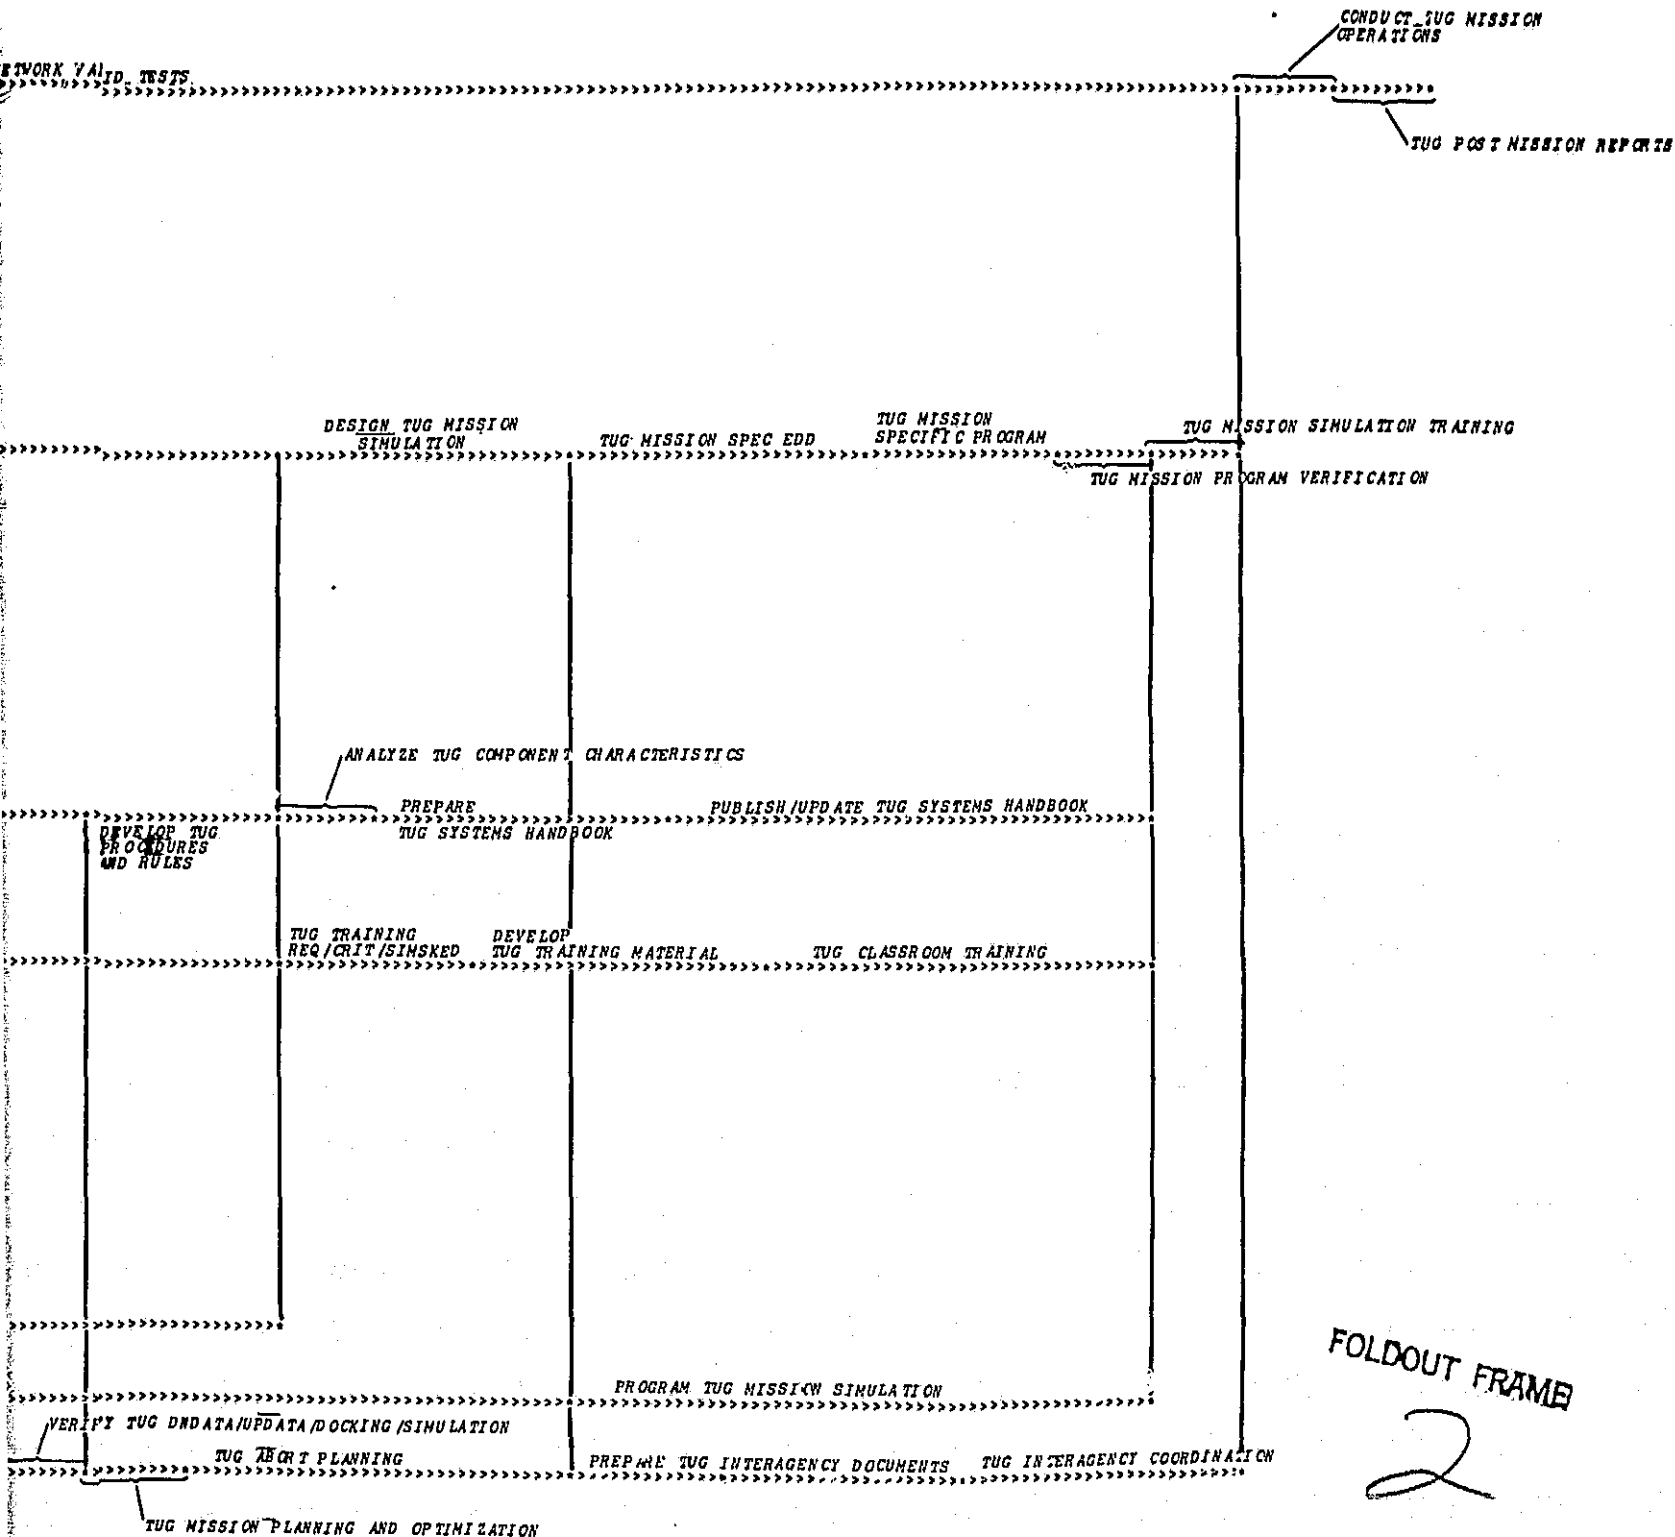 CONDUCT TUG MISSION
OPERATIONS
ETWORK VALID TESTS
TUG POST MISSION REPORTS
DESIGN TUG MISSION
SIMULATION
TUG MISSION SPEC EDD
TUG MISSION
SPECIFIC PROGRAM
TUG MISSION SIMULATION TRAINING
TUG MISSION PROGRAM VERIFICATION
ANALYZE TUG COMPONENT CHARACTERISTICS
PREPARE
TUG SYSTEMS HANDBOOK
PUBLISH/UPDATE TUG SYSTEMS HANDBOOK
DEVELOP TUG
PROCEDURES
AND RULES
TUG TRAINING
REQ/CRIT/SIMSKED
DEVELOP
TUG TRAINING MATERIAL
TUG CLASSROOM TRAINING
PROGRAM TUG MISSION SIMULATION
VERIFY TUG DNDATA/UPDATA/DOCKING/SIMULATION
TUG ABORT PLANNING
PREPARE TUG INTERAGENCY DOCUMENTS
TUG INTERAGENCY COORDINATION
TUG MISSION PLANNING AND OPTIMIZATION
FOLDOUT FRAME
2